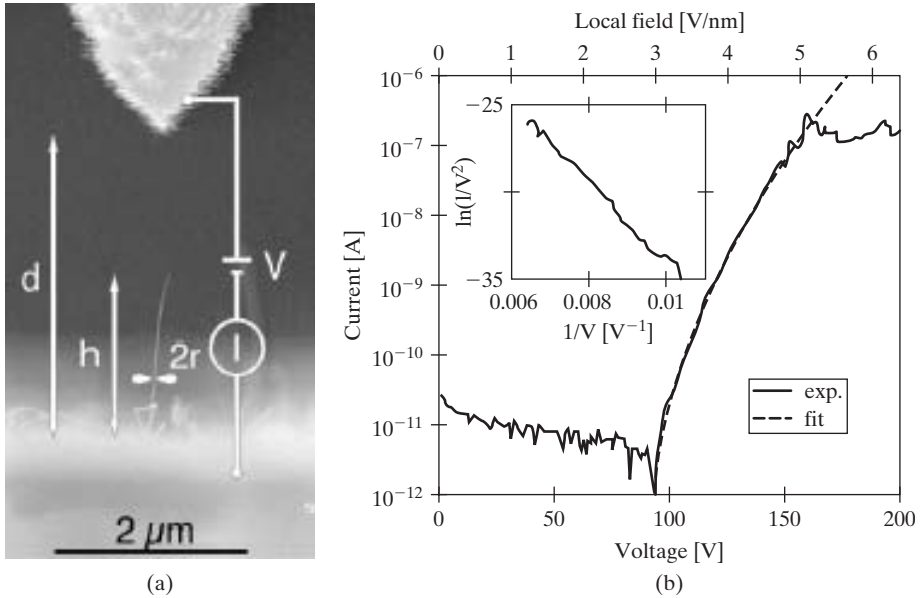 d
h
2r
V
I
2 µm
(a)
Local field [V/nm]
0 1 2 3 4 5 6
10⁻⁶
10⁻⁷
10⁻⁸
10⁻⁹
10⁻¹⁰
10⁻¹¹
10⁻¹²
Current [A]
−25
−35
ln(I/V²)
0.006 0.008 0.01
1/V [V⁻¹]
exp.
fit
0 50 100 150 200
Voltage [V]
(b)